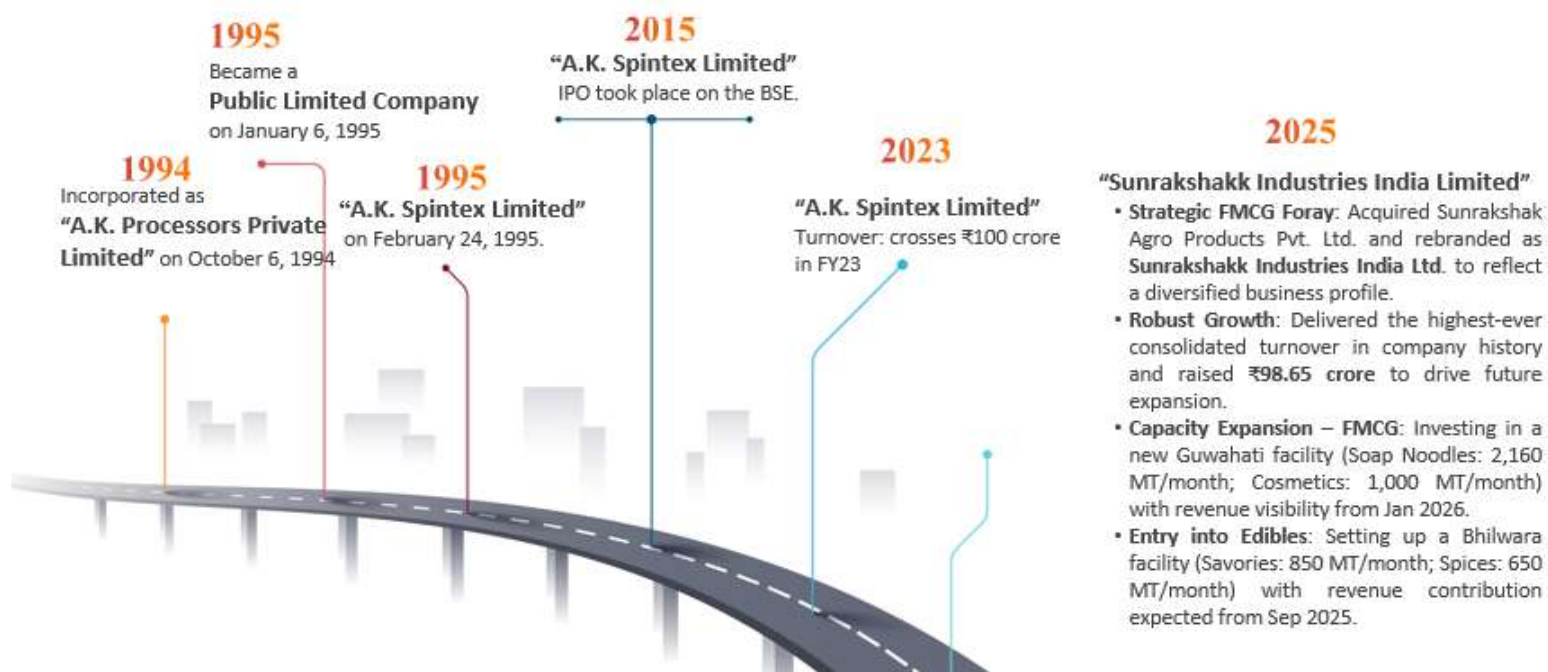 1994
Incorporated as
“A.K. Processors Private
Limited” on October 6, 1994
1995
Became a
Public Limited Company
on January 6, 1995
1995
“A.K. Spintex Limited”
on February 24, 1995.
2015
“A.K. Spintex Limited”
IPO took place on the BSE.
2023
“A.K. Spintex Limited”
Turnover: crosses ₹100 crore
in FY23
2025
“Sunrakshakk Industries India Limited”
• Strategic FMCG Foray: Acquired Sunrakshak
Agro Products Pvt. Ltd. and rebranded as
Sunrakshakk Industries India Ltd. to reflect
a diversified business profile.
• Robust Growth: Delivered the highest-ever
consolidated turnover in company history
and raised ₹98.65 crore to drive future
expansion.
• Capacity Expansion – FMCG: Investing in a
new Guwahati facility (Soap Noodles: 2,160
MT/month; Cosmetics: 1,000 MT/month)
with revenue visibility from Jan 2026.
• Entry into Edibles: Setting up a Bhilwara
facility (Savories: 850 MT/month; Spices: 650
MT/month) with revenue contribution
expected from Sep 2025.